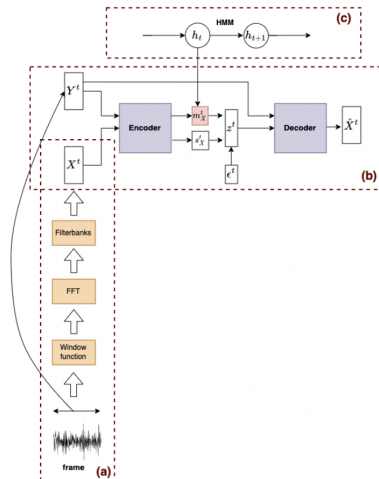 (c)
HMM
h_t
h_{t+1}
Y^t
Encoder
m^t_X
z^t
Decoder
X̂^t
X^t
s^t_X
ϵ^t
(b)
Filterbanks
FFT
Window
function
frame
(a)